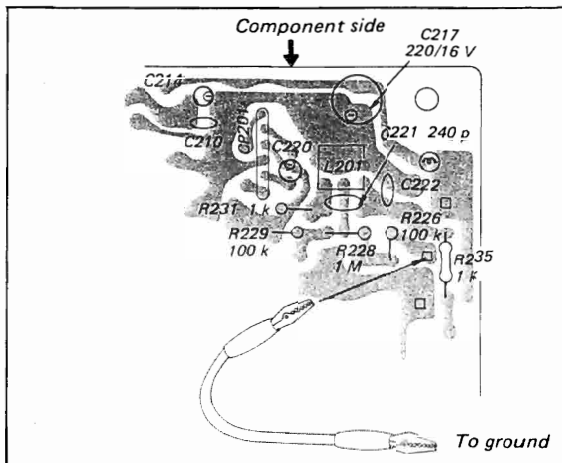 Component side
C217
220/16 V
C214
C221 240 p
CP201
C210
C220
L201
C222
R231 1 k
R226
100 k
R229
100 k
R228
1 M
R235
1 k
To ground